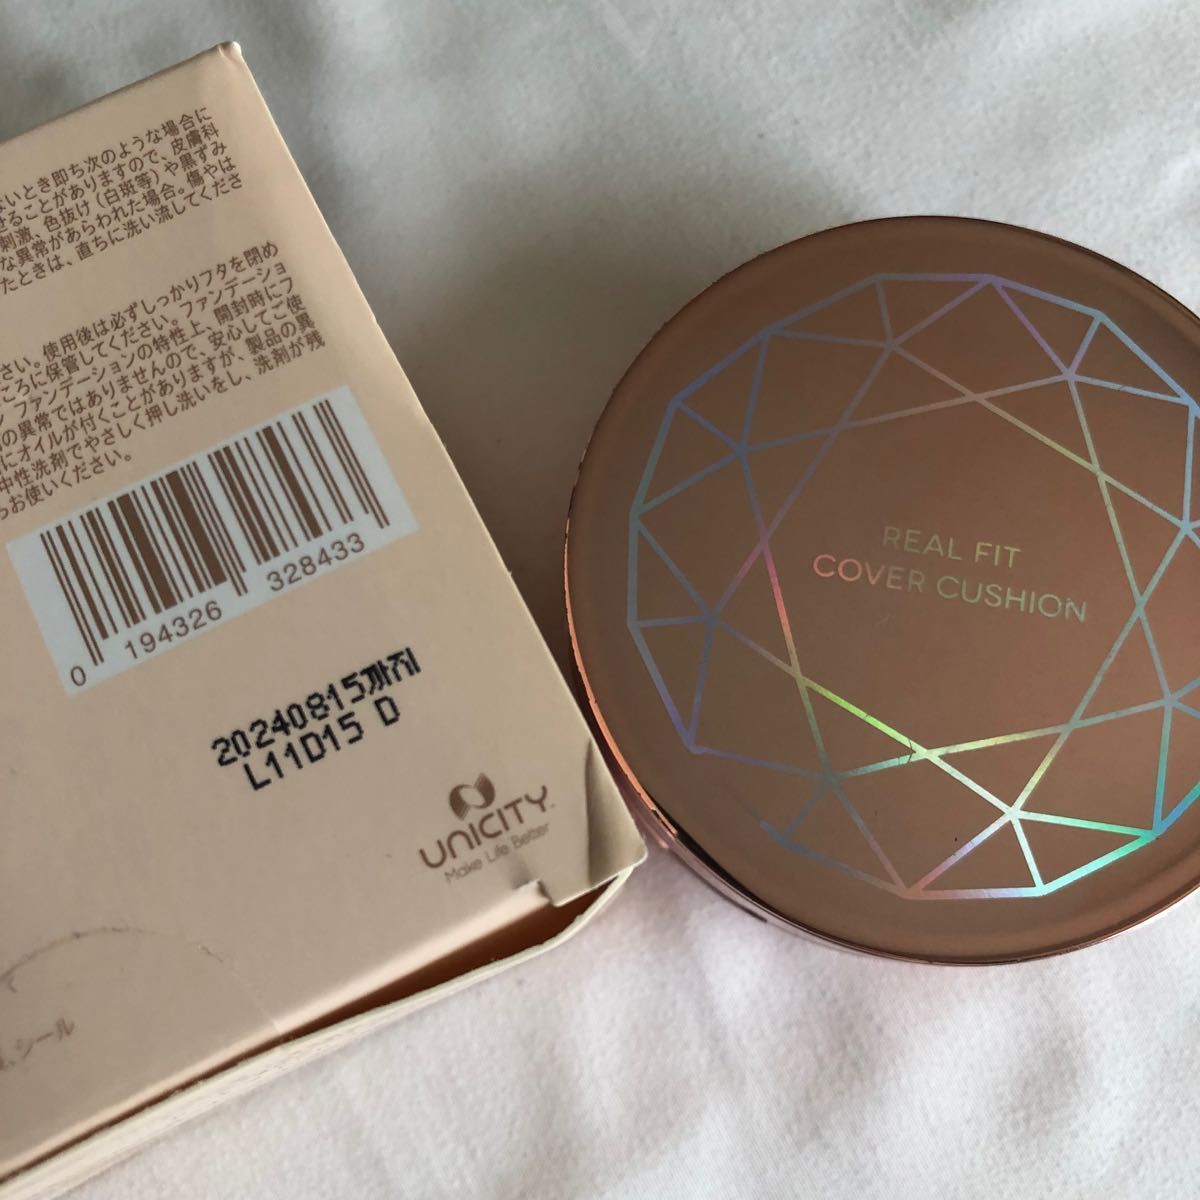 ないとき即ち次のような場合に
せることがありますので、皮膚科
刺激、色抜け(白斑等)や黒ずみ
な異常があらわれた場合。傷やは
たときは、直ちに洗い流してくださ
さい。使用後は必ずしっかりフタを閉め
ころに保管してください。ファンデーショ
ファンデーションの特性上、開封時にフ
の異常ではありませんので、安心してご使
にオイルが付くことがありますが、製品の異
中性洗剤でやさしく押し洗いをし、洗剤が残
お使いください。
0 194326 328433
20240815까지
L11D15 D
UNICITY™
Make Life Better
シール
REAL FIT
COVER CUSHION